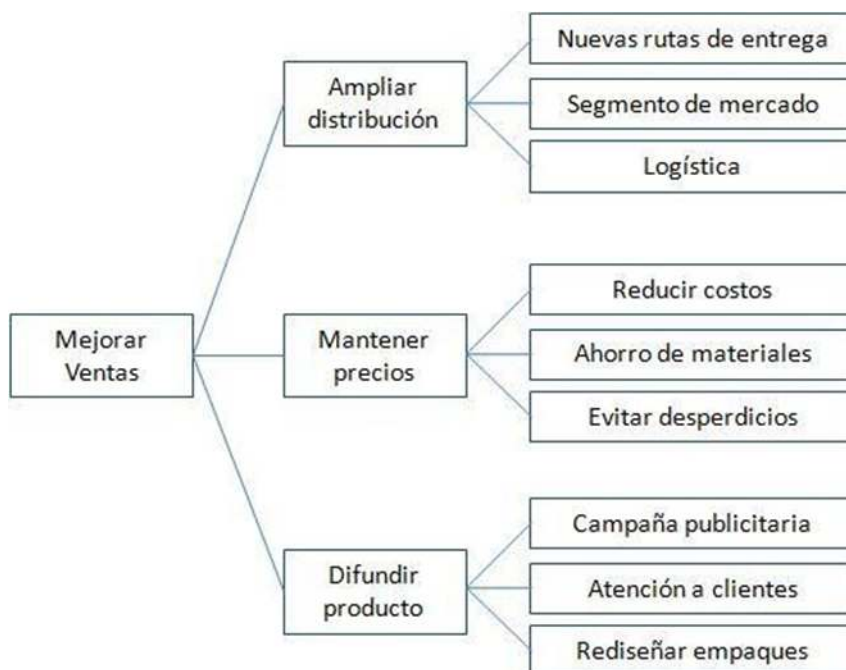 Mejorar
Ventas
Ampliar
distribución
Nuevas rutas de entrega
Segmento de mercado
Logística
Mantener
precios
Reducir costos
Ahorro de materiales
Evitar desperdicios
Difundir
producto
Campaña publicitaria
Atención a clientes
Rediseñar empaques